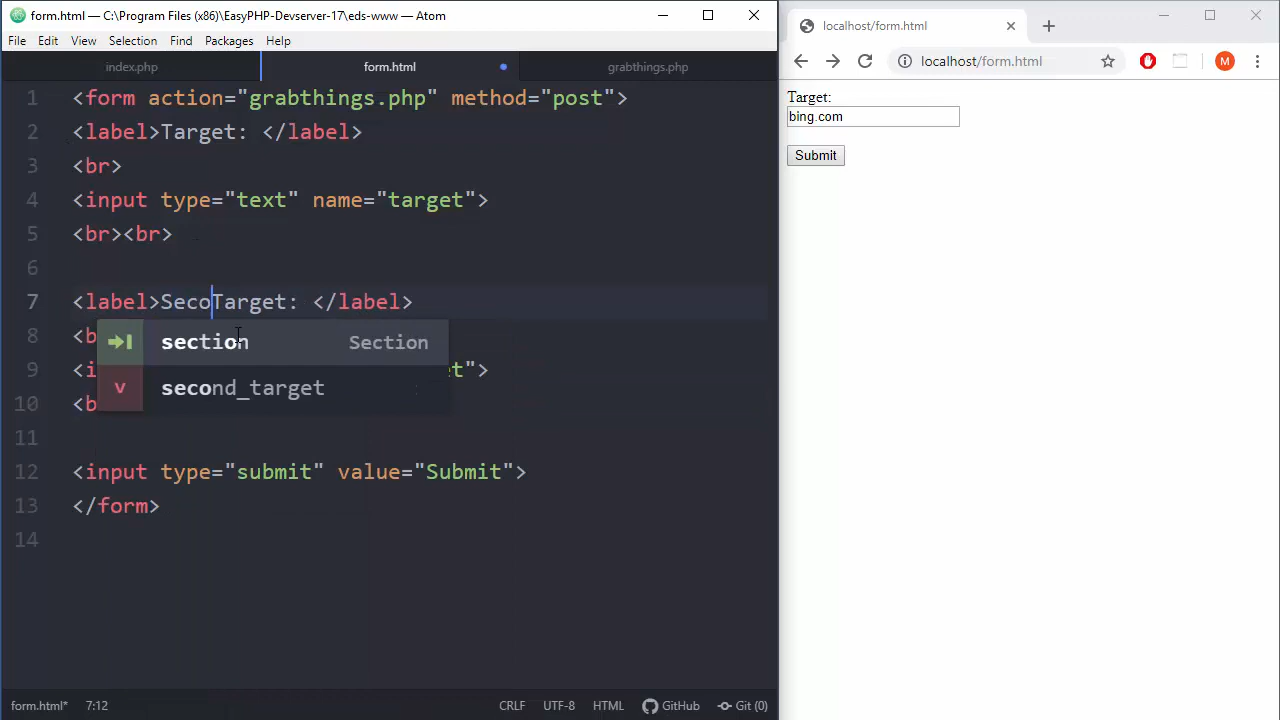 form.html — C:\Program Files (x86)\EasyPHP-Devserver-17\eds-www — Atom
File Edit View Selection Find Packages Help
index.php form.html grabthings.php
1 <form action="grabthings.php" method="post">
2 <label>Target: </label>
3 <br>
4 <input type="text" name="target">
5 <br><br>
6
7 <label>SecoTarget: </label>
8 <b
section Section
9 <i et">
second_target
10 <b
11
12 <input type="submit" value="Submit">
13 </form>
14
form.html* 7:12 CRLF UTF-8 HTML GitHub Git (0)
localhost/form.html
localhost/form.html M
Target:
bing.com
Submit